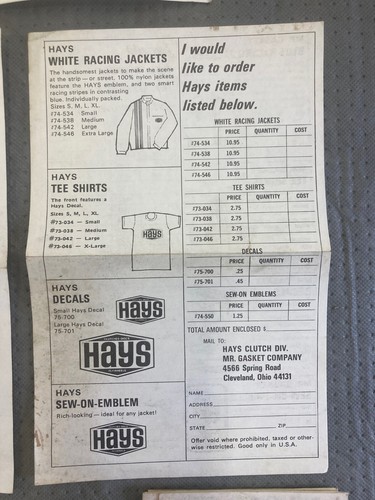 HAYS
WHITE RACING JACKETS
The handsomest jackets to make the scene
at the strip — or street. 100% nylon jackets
feature the HAYS emblem, and two smart
racing stripes in contrasting
blue. Individually packed.
Sizes S, M, L, XL.
#74-534 Small
#74-538 Medium
#74-542 Large
#74-546 Extra Large
HAYS
TEE SHIRTS
The front features a
Hays Decal.
Sizes S, M, L, XL
#73-034 — Small
#73-038 — Medium
#73-042 — Large
#73-046 — X-Large
HAYS
HAYS
DECALS
Small Hays Decal
75-700
Large Hays Decal
75-701
HAYS
HAYS
HAYS
SEW-ON-EMBLEM
Rich-looking — ideal for any jacket!
HAYS
I would
like to order
Hays items
listed below.
WHITE RACING JACKETS
PRICE QUANTITY COST
#74-534 10.95
#74-538 10.95
#74-542 10.95
#74-546 10.95
TEE SHIRTS
PRICE QUANTITY COST
#73-034 2.75
#73-038 2.75
#73-042 2.75
#73-046 2.75
DECALS
PRICE QUANTITY COST
#75-700 .25
#75-701 .45
SEW-ON EMBLEMS
PRICE QUANTITY COST
#74-550 1.25
TOTAL AMOUNT ENCLOSED $
MAIL TO:
HAYS CLUTCH DIV.
MR. GASKET COMPANY
4566 Spring Road
Cleveland, Ohio 44131
NAME
ADDRESS
CITY
STATE ZIP
Offer void where prohibited, taxed or other-
wise restricted. Good only in U.S.A.